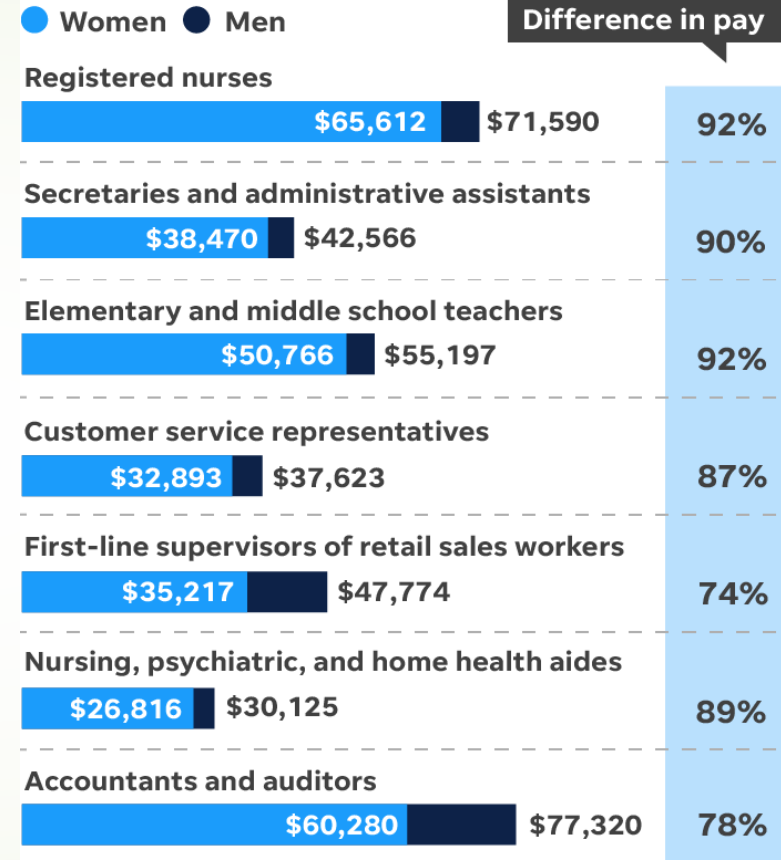 Women Men
Difference in pay
Registered nurses
$65,612 $71,590 92%
Secretaries and administrative assistants
$38,470 $42,566 90%
Elementary and middle school teachers
$50,766 $55,197 92%
Customer service representatives
$32,893 $37,623 87%
First-line supervisors of retail sales workers
$35,217 $47,774 74%
Nursing, psychiatric, and home health aides
$26,816 $30,125 89%
Accountants and auditors
$60,280 $77,320 78%